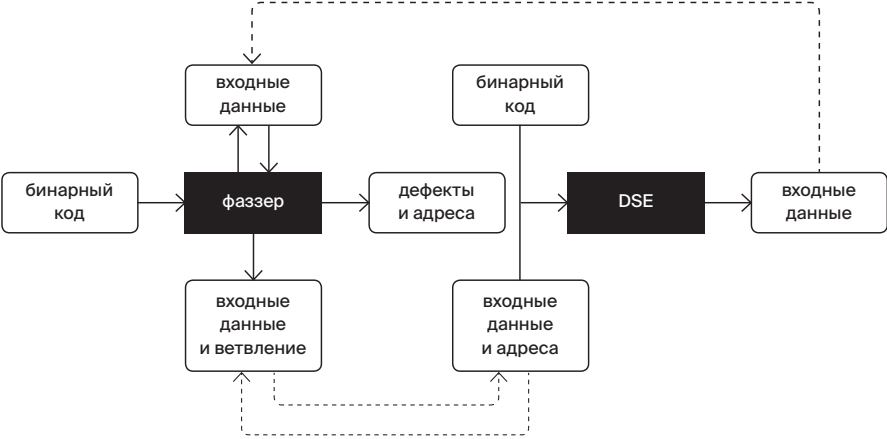 входные
данные
бинарный
код
бинарный
код
фаззер
дефекты
и адреса
DSE
входные
данные
входные
данные
и ветвление
входные
данные
и адреса